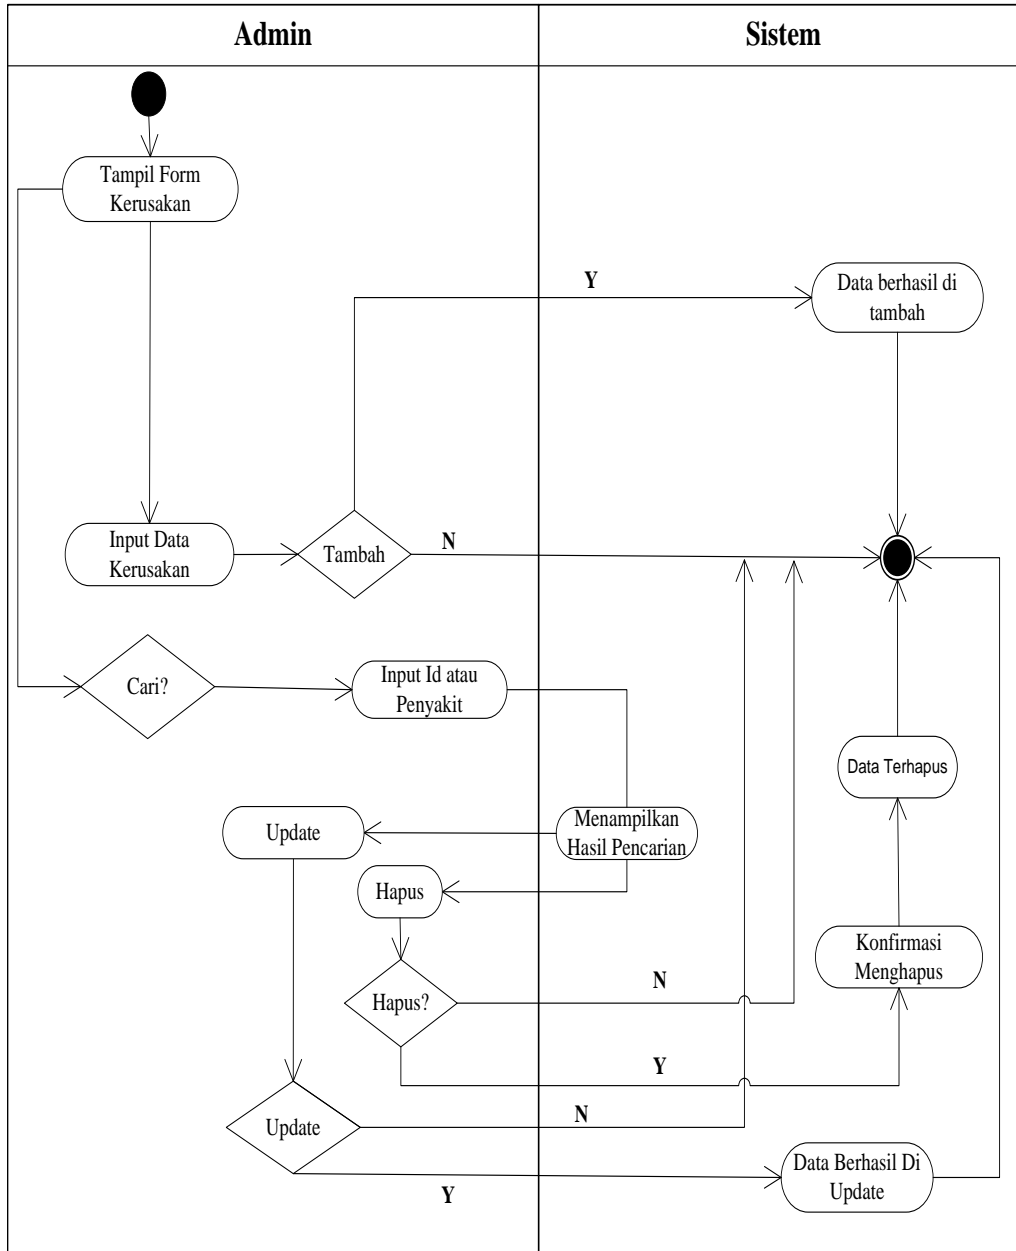 Admin
Sistem
Tampil Form
Kerusakan
Y
Data berhasil di
tambah
Input Data
Kerusakan
Tambah
N
Cari?
Input Id atau
Penyakit
Data Terhapus
Update
Menampilkan
Hasil Pencarian
Hapus
Konfirmasi
Menghapus
Hapus?
N
Y
Update
N
Data Berhasil Di
Update
Y